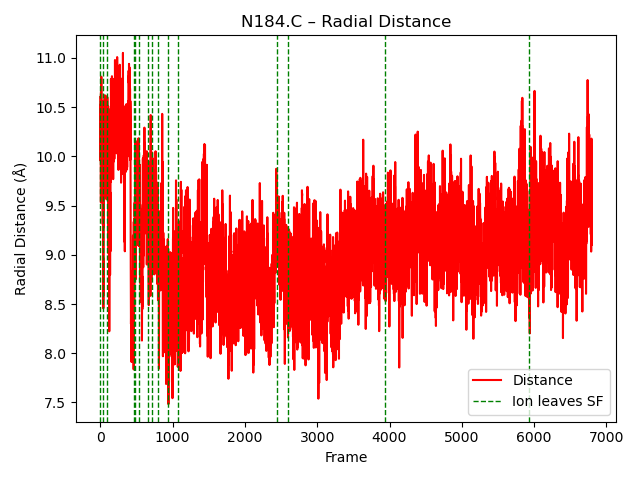 N184.C – Radial Distance
Radial Distance (Å)
11.0
10.5
10.0
9.5
9.0
8.5
8.0
7.5
0 1000 2000 3000 4000 5000 6000 7000
Frame
Distance
Ion leaves SF